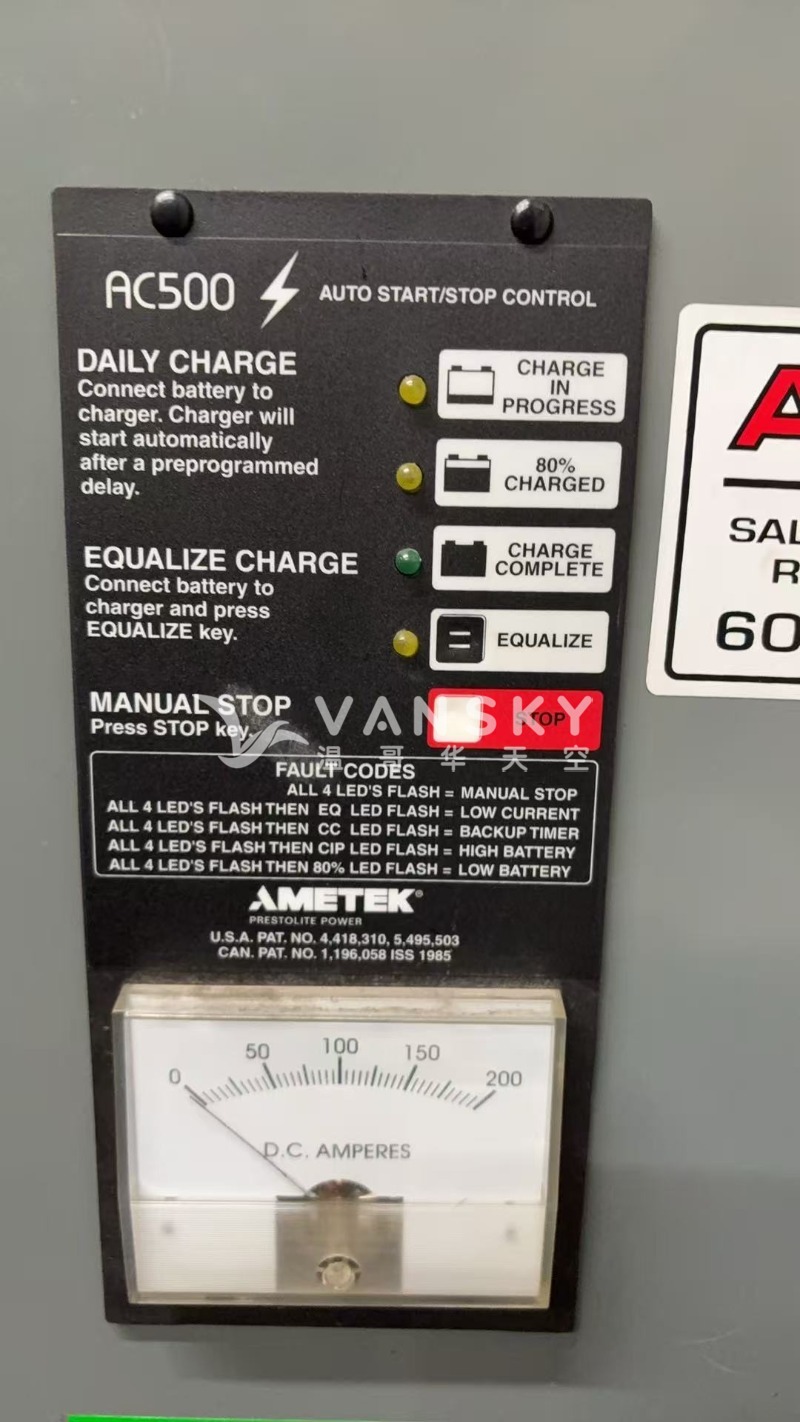 AC500
AUTO START/STOP CONTROL
DAILY CHARGE
Connect battery to
charger. Charger will
start automatically
after a preprogrammed
delay.
CHARGE
IN
PROGRESS
80%
CHARGED
EQUALIZE CHARGE
Connect battery to
charger and press
EQUALIZE key.
CHARGE
COMPLETE
EQUALIZE
MANUAL STOP
Press STOP key.
STOP
VANSKY
温哥华天空
FAULT CODES
ALL 4 LED'S FLASH = MANUAL STOP
ALL 4 LED'S FLASH THEN EQ LED FLASH = LOW CURRENT
ALL 4 LED'S FLASH THEN CC LED FLASH = BACKUP TIMER
ALL 4 LED'S FLASH THEN CIP LED FLASH = HIGH BATTERY
ALL 4 LED'S FLASH THEN 80% LED FLASH = LOW BATTERY
AMETEK®
PRESTOLITE POWER
U.S.A. PAT. NO. 4,418,310, 5,495,503
CAN. PAT. NO. 1,196,058 ISS 1985
0 50 100 150 200
D.C. AMPERES
A
SAL
R
60